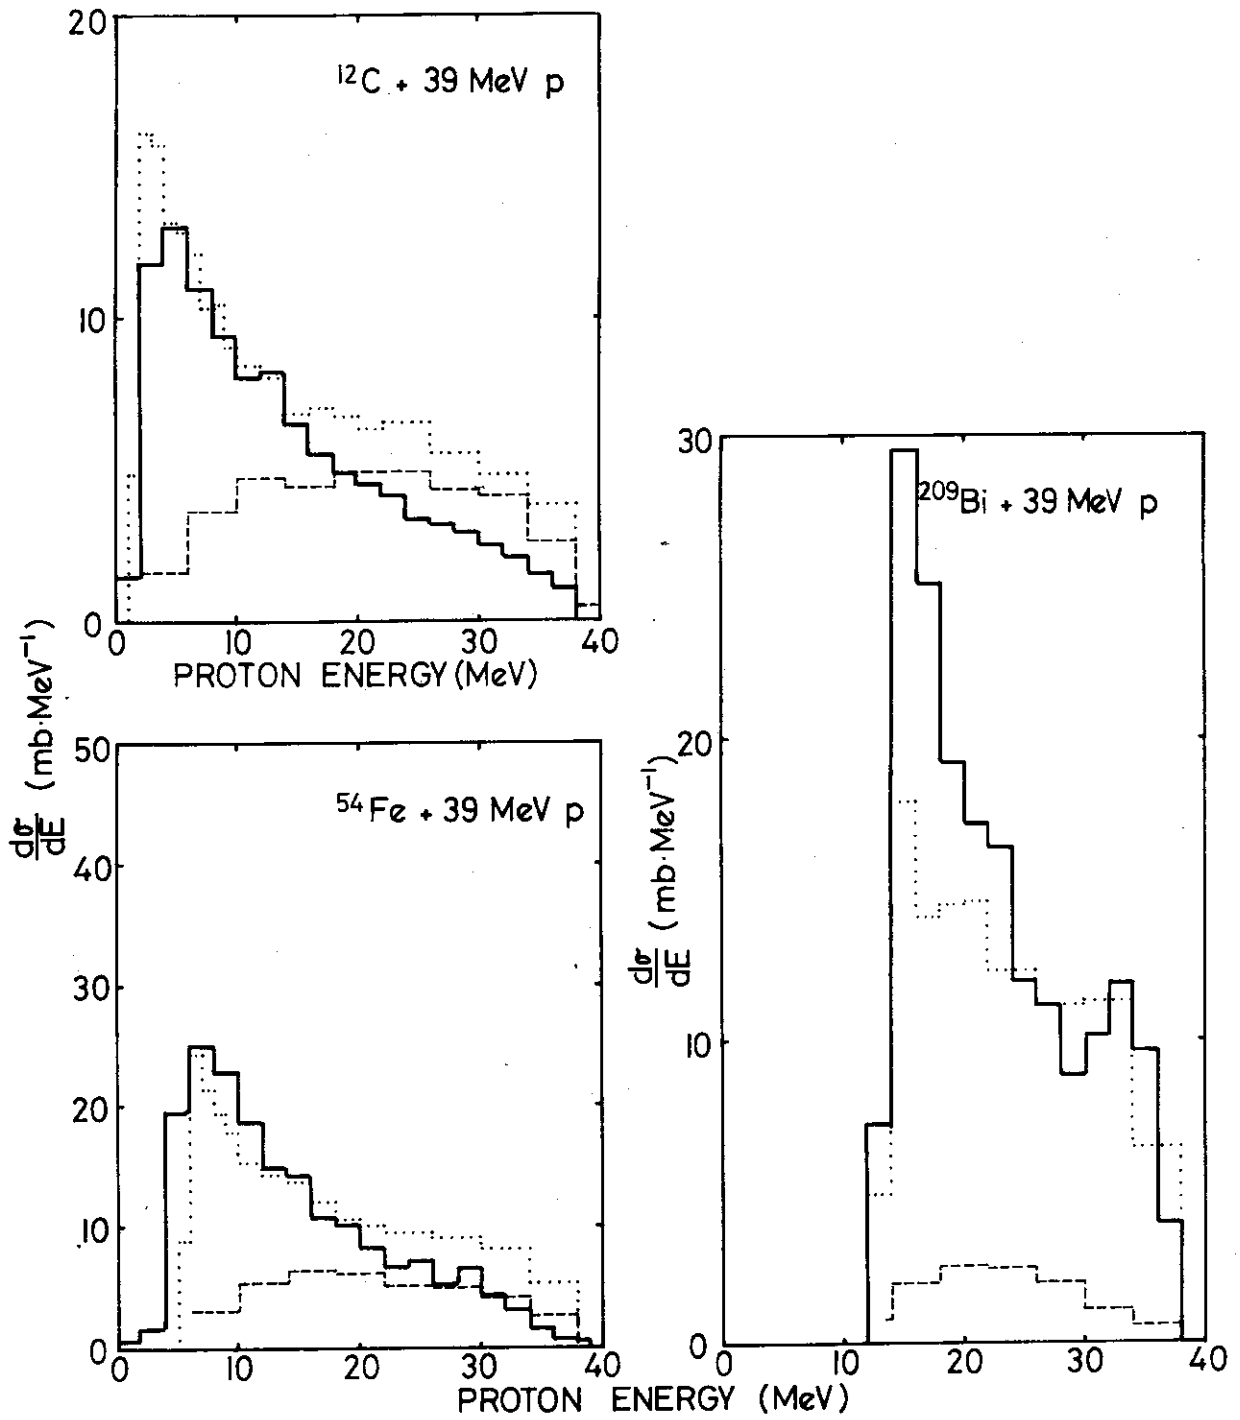 20
10
0
¹²C + 39 MeV p
0 10 20 30 40
PROTON ENERGY (MeV)
dσ/dE (mb·MeV⁻¹)
50
40
30
20
10
0
⁵⁴Fe + 39 MeV p
0 10 20 30 40
30
20
10
0
²⁰⁹Bi + 39 MeV p
dσ/dE (mb·MeV⁻¹)
0 10 20 30 40
PROTON ENERGY (MeV)